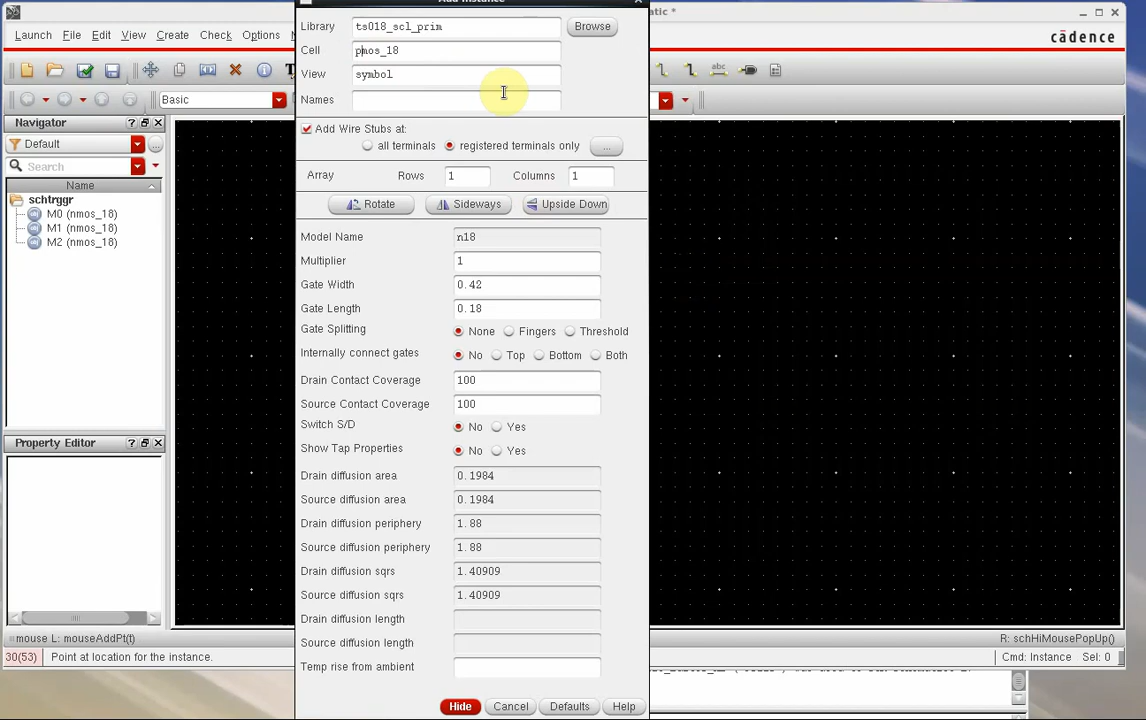 Add Instance
matic *
Launch File Edit View Create Check Options
cādence
Library ts018_scl_prim Browse
Cell pmos_18
View symbol
Names
Basic
abc
Navigator
Default
...
Search
Name
schtrggr
M0 (nmos_18)
M1 (nmos_18)
M2 (nmos_18)
Property Editor
Add Wire Stubs at:
all terminals registered terminals only ...
Array Rows 1 Columns 1
Rotate Sideways Upside Down
Model Name n18
Multiplier 1
Gate Width 0.42
Gate Length 0.18
Gate Splitting None Fingers Threshold
Internally connect gates No Top Bottom Both
Drain Contact Coverage 100
Source Contact Coverage 100
Switch S/D No Yes
Show Tap Properties No Yes
Drain diffusion area 0.1984
Source diffusion area 0.1984
Drain diffusion periphery 1.88
Source diffusion periphery 1.88
Drain diffusion sqrs 1.40909
Source diffusion sqrs 1.40909
Drain diffusion length
Source diffusion length
Temp rise from ambient
Hide Cancel Defaults Help
mouse L: mouseAddPt(t) R: schHiMousePopUp()
30(53) Point at location for the instance. Cmd: Instance Sel: 0